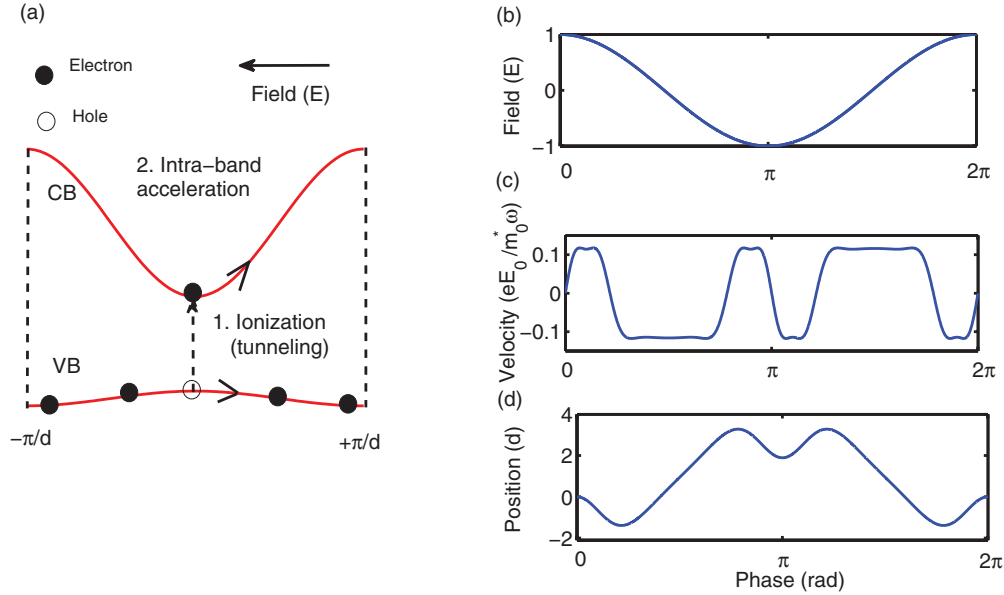 (a)
Electron
Hole
Field (E)
2. Intra−band
acceleration
CB
1. Ionization
(tunneling)
VB
−π/d
+π/d
(b)
Field (E)
1
0
−1
0
π
2π
(c)
Velocity (eE0/m*0ω)
0.1
0
−0.1
0
π
2π
(d)
Position (d)
4
2
0
−2
0
π
2π
Phase (rad)